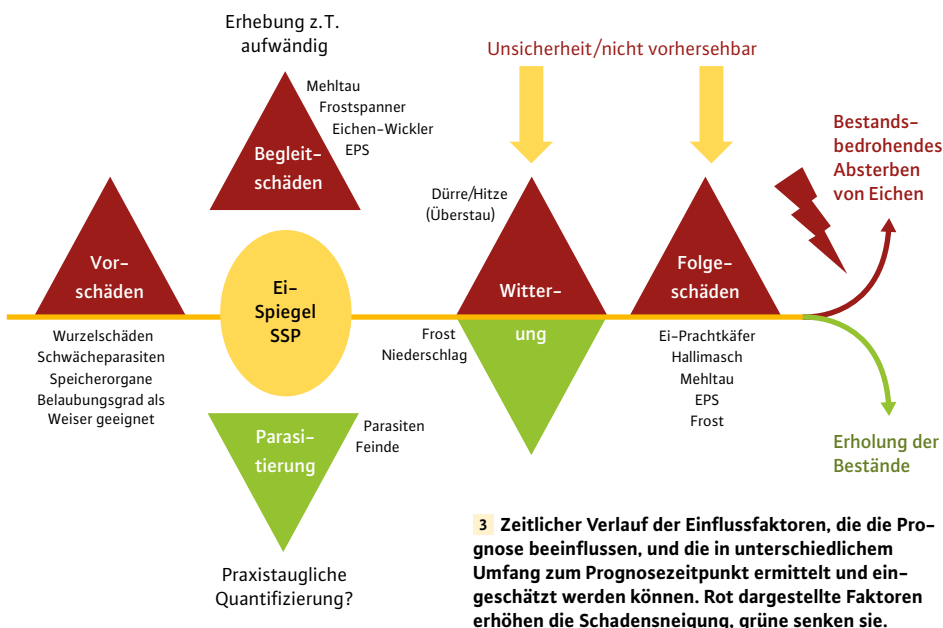 Erhebung z.T.
aufwändig
Unsicherheit/nicht vorhersehbar
Mehltau
Frostspanner
Eichen-Wickler
EPS
Begleit-
schäden
Bestands-
bedrohendes
Absterben
von Eichen
Dürre/Hitze
(Überstau)
Vor-
schäden
Ei-
Spiegel
SSP
Witter-
ung
Folge-
schäden
Wurzelschäden
Schwächeparasiten
Speicherorgane
Belaubungsgrad als
Weiser geeignet
Frost
Niederschlag
Ei-Prachtkäfer
Hallimasch
Mehltau
EPS
Frost
Parasi-
tierung
Parasiten
Feinde
Erholung der
Bestände
Praxistaugliche
Quantifizierung?
3 Zeitlicher Verlauf der Einflussfaktoren, die die Pro-
gnose beeinflussen, und die in unterschiedlichem
Umfang zum Prognosezeitpunkt ermittelt und ein-
geschätzt werden können. Rot dargestellte Faktoren
erhöhen die Schadensneigung, grüne senken sie.